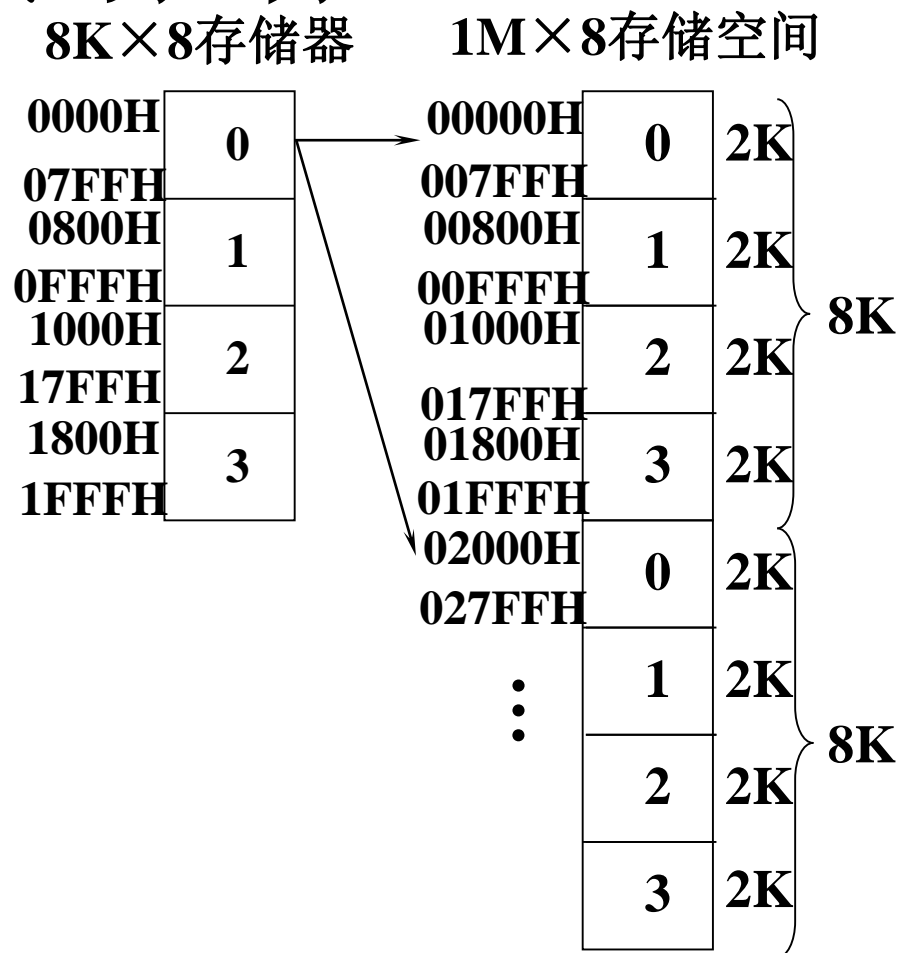 8K×8存储器
1M×8存储空间
0000H
0
07FFH
0800H
1
0FFFH
1000H
2
17FFH
1800H
3
1FFFH
00000H
0
2K
007FFH
00800H
1
2K
00FFFH
01000H
2
2K
017FFH
01800H
3
2K
01FFFH
8K
02000H
0
2K
027FFH
1
2K
⋮
2
2K
3
2K
8K